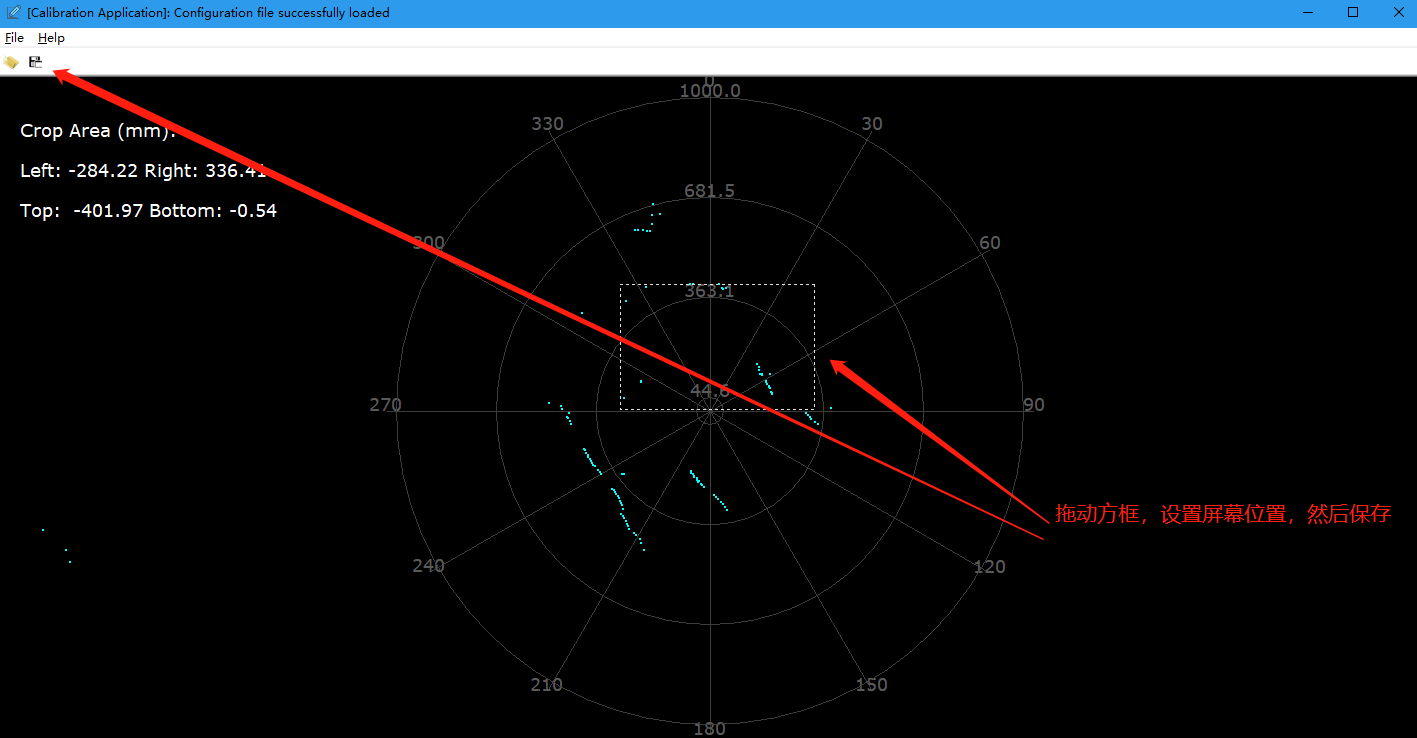 [Calibration Application]: Configuration file successfully loaded
File Help
0
1000.0
330
30
Crop Area (mm):
Left: -284.22 Right: 336.41
681.5
Top: -401.97 Bottom: -0.54
300
60
363.1
44.6
270
90
拖动方框，设置屏幕位置，然后保存
240
120
210
150
180